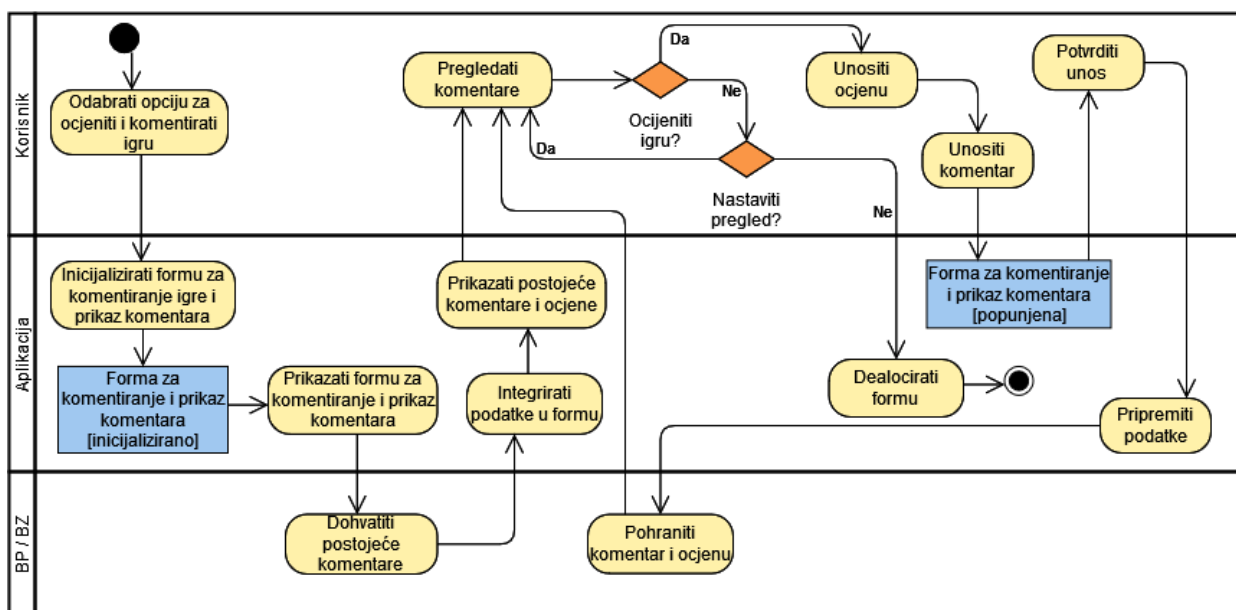 Korisnik
Odabrati opciju za
ocjeniti i komentirati
igru
Pregledati
komentare
Da
Ne
Ocijeniti
igru?
Da
Nastaviti
pregled?
Ne
Unositi
ocjenu
Unositi
komentar
Potvrditi
unos
Aplikacija
Inicijalizirati formu za
komentiranje igre i
prikaz komentara
Forma za
komentiranje i prikaz
komentara
[inicijalizirano]
Prikazati formu za
komentiranje i prikaz
komentara
Prikazati postojeće
komentare i ocjene
Integrirati
podatke u formu
Forma za komentiranje
i prikaz komentara
[popunjena]
Dealocirati
formu
Pripremiti
podatke
BP / BZ
Dohvatiti
postojeće
komentare
Pohraniti
komentar i ocjenu